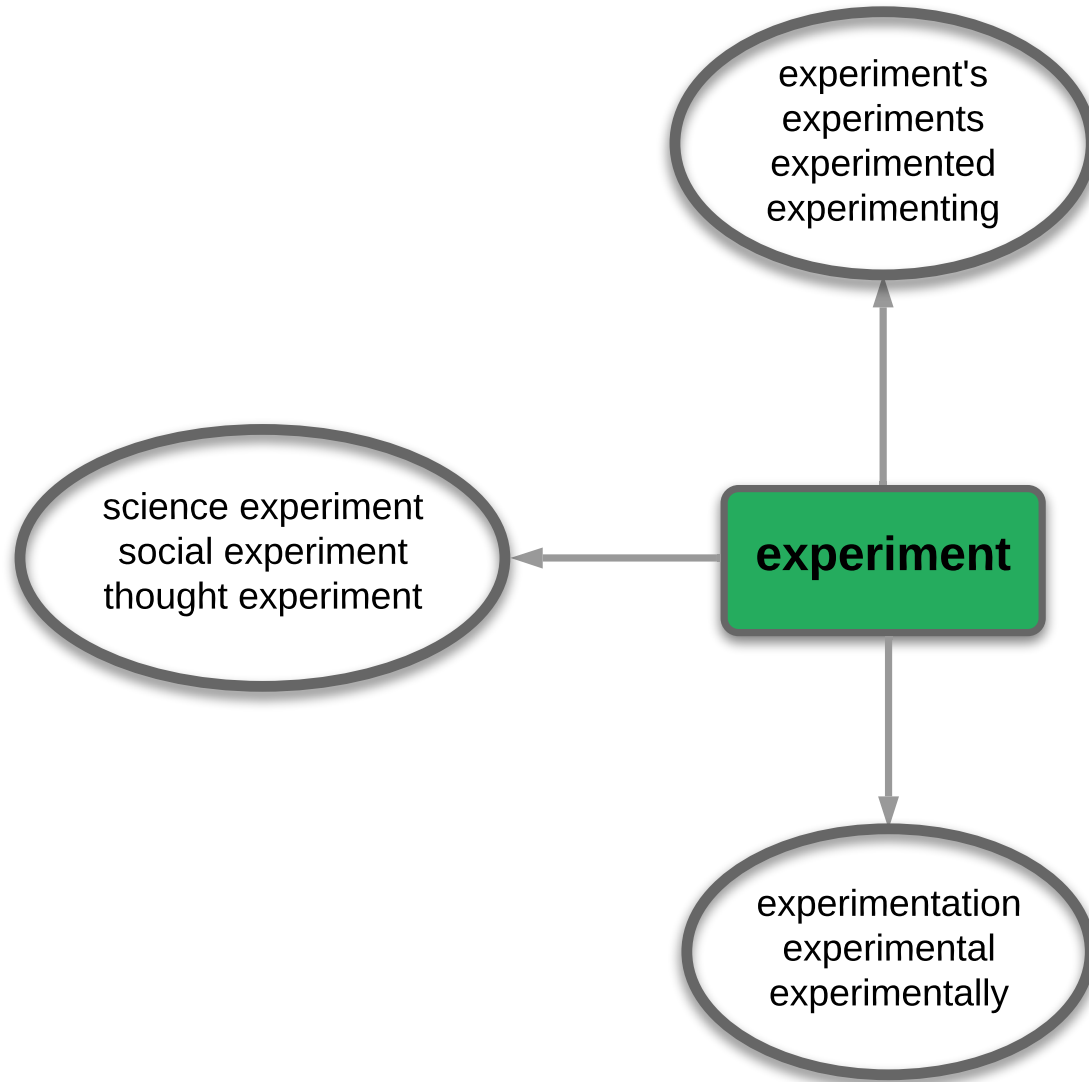 experiment's
experiments
experimented
experimenting
science experiment
social experiment
thought experiment
experiment
experimentation
experimental
experimentally